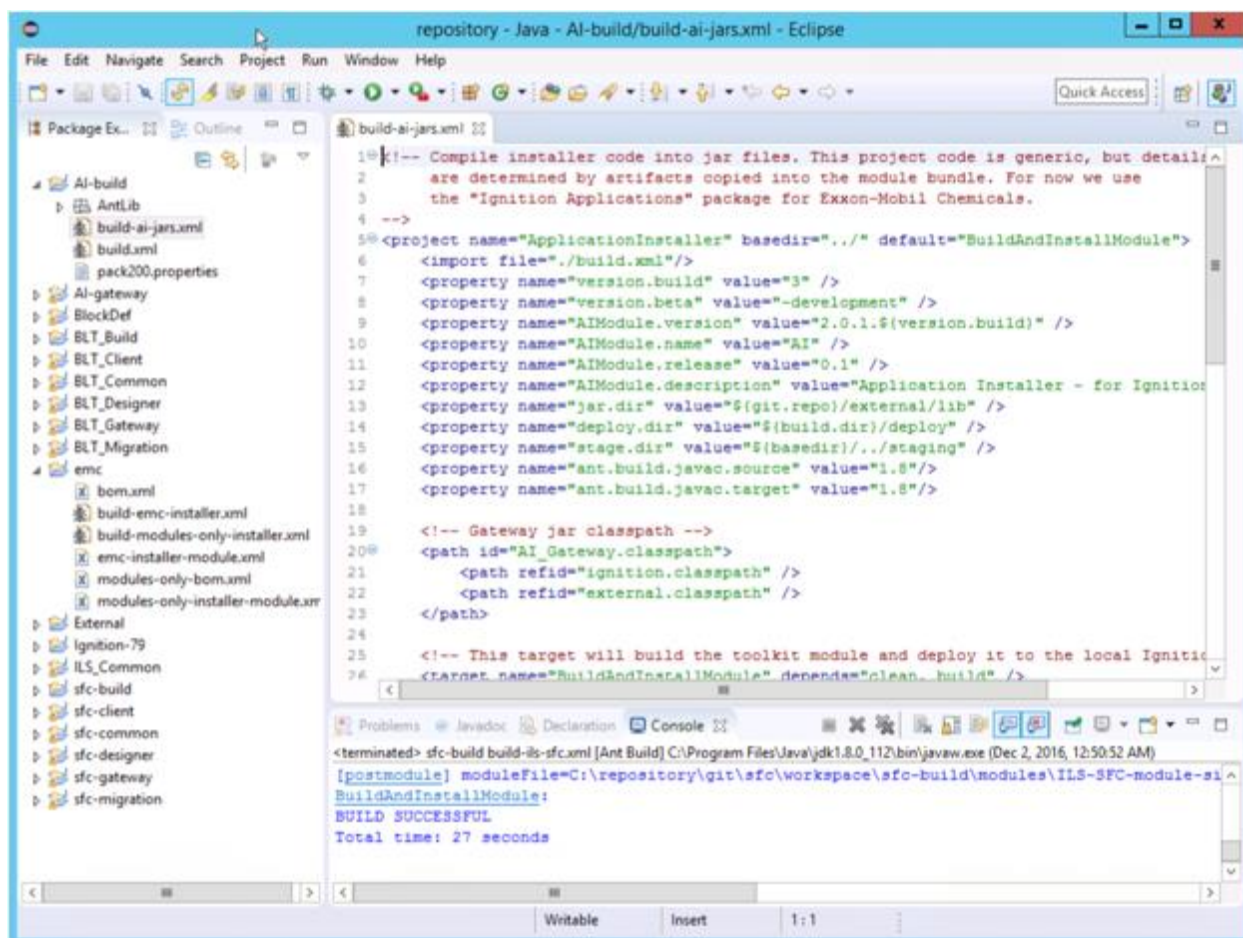 repository - Java - AI-build/build-ai-jars.xml - Eclipse
File Edit Navigate Search Project Run Window Help
Quick Access
Package Ex...
Outline
AI-build
AntLib
build-ai-jars.xml
build.xml
pack200.properties
AI-gateway
BlockDef
BLT_Build
BLT_Client
BLT_Common
BLT_Designer
BLT_Gateway
BLT_Migration
emc
bom.xml
build-emc-installer.xml
build-modules-only-installer.xml
emc-installer-module.xml
modules-only-bom.xml
modules-only-installer-module.xm
External
Ignition-79
ILS_Common
sfc-build
sfc-client
sfc-common
sfc-designer
sfc-gateway
sfc-migration
build-ai-jars.xml
1 <!-- Compile installer code into jar files. This project code is generic, but details
2 are determined by artifacts copied into the module bundle. For now we use
3 the "Ignition Applications" package for Exxon-Mobil Chemicals.
4 -->
5 <project name="ApplicationInstaller" basedir="../" default="BuildAndInstallModule">
6 <import file="./build.xml"/>
7 <property name="version.build" value="3" />
8 <property name="version.beta" value="-development" />
9 <property name="AIModule.version" value="2.0.1.${version.build}" />
10 <property name="AIModule.name" value="AI" />
11 <property name="AIModule.release" value="0.1" />
12 <property name="AIModule.description" value="Application Installer - for Ignition
13 <property name="jar.dir" value="${git.repo}/external/lib" />
14 <property name="deploy.dir" value="${build.dir}/deploy" />
15 <property name="stage.dir" value="${basedir}/../staging" />
16 <property name="ant.build.javac.source" value="1.8"/>
17 <property name="ant.build.javac.target" value="1.8"/>
18
19 <!-- Gateway jar classpath -->
20 <path id="AI_Gateway.classpath">
21 <path refid="ignition.classpath" />
22 <path refid="external.classpath" />
23 </path>
24
25 <!-- This target will build the toolkit module and deploy it to the local Ignitio
26 <target name="BuildAndInstallModule" depends="clean, build" />
Problems Javadoc Declaration Console
<terminated> sfc-build build-ils-sfc.xml [Ant Build] C:\Program Files\Java\jdk1.8.0_112\bin\javaw.exe (Dec 2, 2016, 12:50:52 AM)
[postmodule] moduleFile=C:\repository\git\sfc\workspace\sfc-build\modules\ILS-SFC-module-si
BuildAndInstallModule:
BUILD SUCCESSFUL
Total time: 27 seconds
Writable Insert 1 : 1